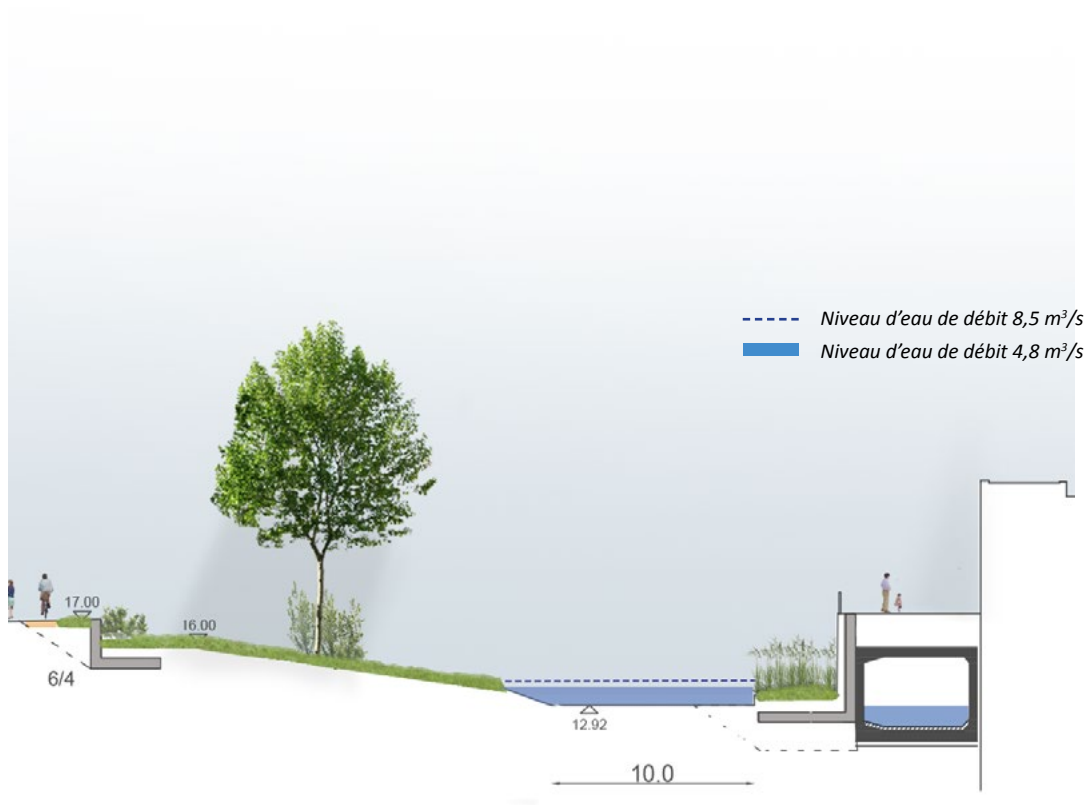 Niveau d'eau de débit 8,5 m³/s
Niveau d'eau de débit 4,8 m³/s
17.00
16.00
6/4
12.92
10.0